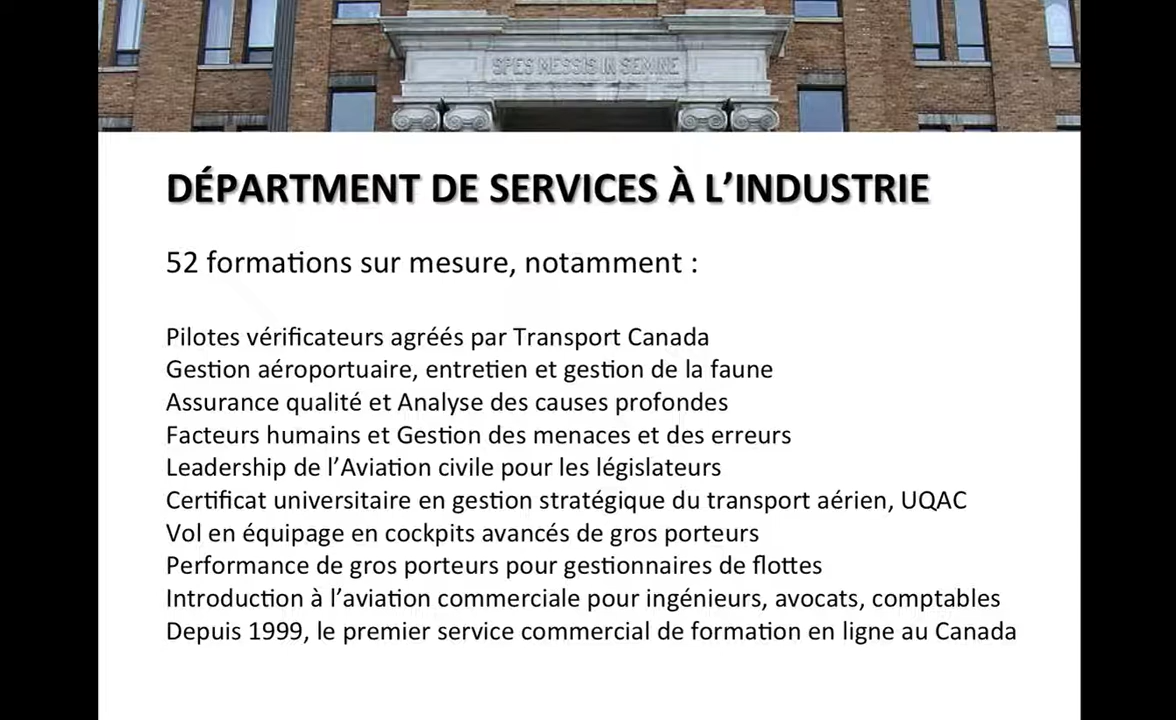 SPES MESSIS IN SEMINE
DÉPARTMENT DE SERVICES À L’INDUSTRIE
52 formations sur mesure, notamment :
Pilotes vérificateurs agréés par Transport Canada
Gestion aéroportuaire, entretien et gestion de la faune
Assurance qualité et Analyse des causes profondes
Facteurs humains et Gestion des menaces et des erreurs
Leadership de l’Aviation civile pour les législateurs
Certificat universitaire en gestion stratégique du transport aérien, UQAC
Vol en équipage en cockpits avancés de gros porteurs
Performance de gros porteurs pour gestionnaires de flottes
Introduction à l’aviation commerciale pour ingénieurs, avocats, comptables
Depuis 1999, le premier service commercial de formation en ligne au Canada